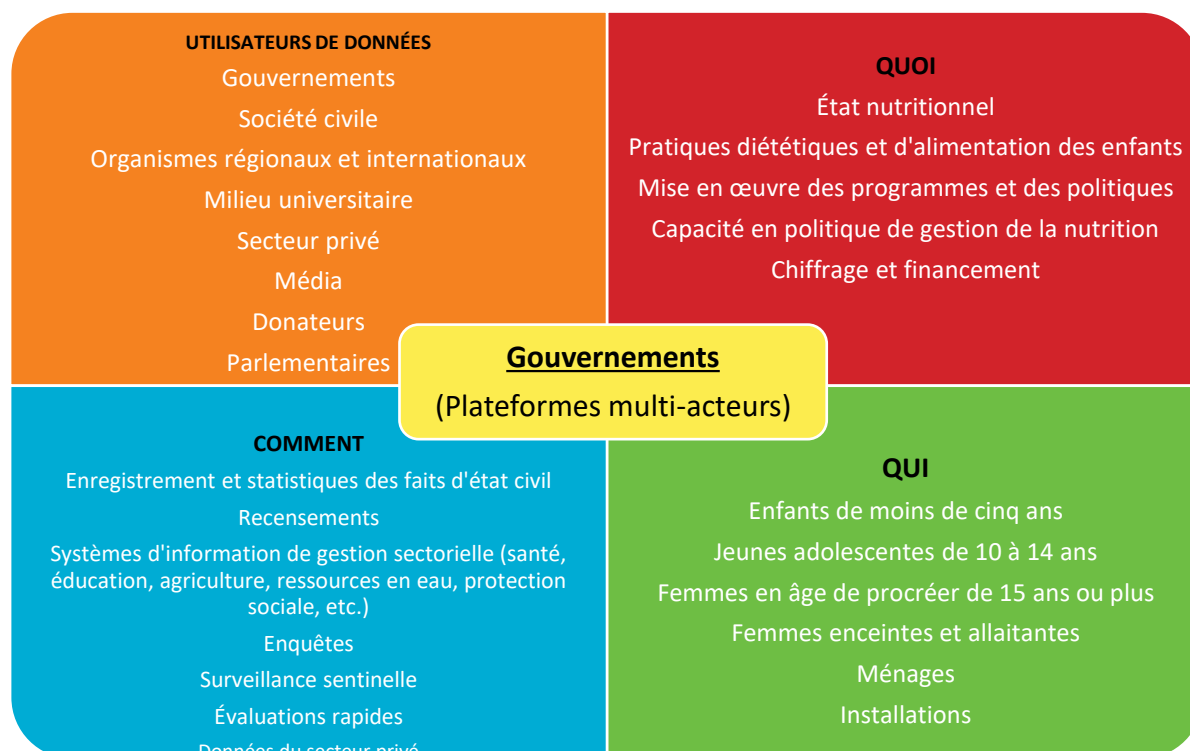 UTILISATEURS DE DONNÉES
Gouvernements
Société civile
Organismes régionaux et internationaux
Milieu universitaire
Secteur privé
Média
Donateurs
Parlementaires
QUOI
État nutritionnel
Pratiques diététiques et d'alimentation des enfants
Mise en œuvre des programmes et des politiques
Capacité en politique de gestion de la nutrition
Chiffrage et financement
Gouvernements
(Plateformes multi-acteurs)
COMMENT
Enregistrement et statistiques des faits d'état civil
Recensements
Systèmes d'information de gestion sectorielle (santé,
éducation, agriculture, ressources en eau, protection
sociale, etc.)
Enquêtes
Surveillance sentinelle
Évaluations rapides
Données du secteur privé
QUI
Enfants de moins de cinq ans
Jeunes adolescentes de 10 à 14 ans
Femmes en âge de procréer de 15 ans ou plus
Femmes enceintes et allaitantes
Ménages
Installations